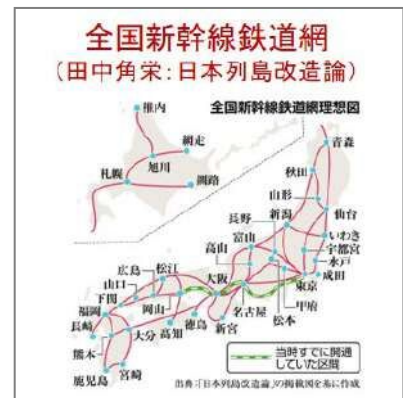 全国新幹線鉄道網
(田中角栄:日本列島改造論)
全国新幹線鉄道網理想図
稚内
網走
旭川
札幌
釧路
青森
秋田
山形
仙台
新潟
長野
いわき
富山
宇都宮
高山
水戸
成田
東京
広島
松江
大阪
山口
下関
岡山
名古屋
甲府
福岡
松本
長崎
大分
高知
徳島
新宮
熊本
宮崎
鹿児島
当時すでに開通
していた区間
出典:「日本列島改造論」の掲載図を基に作成